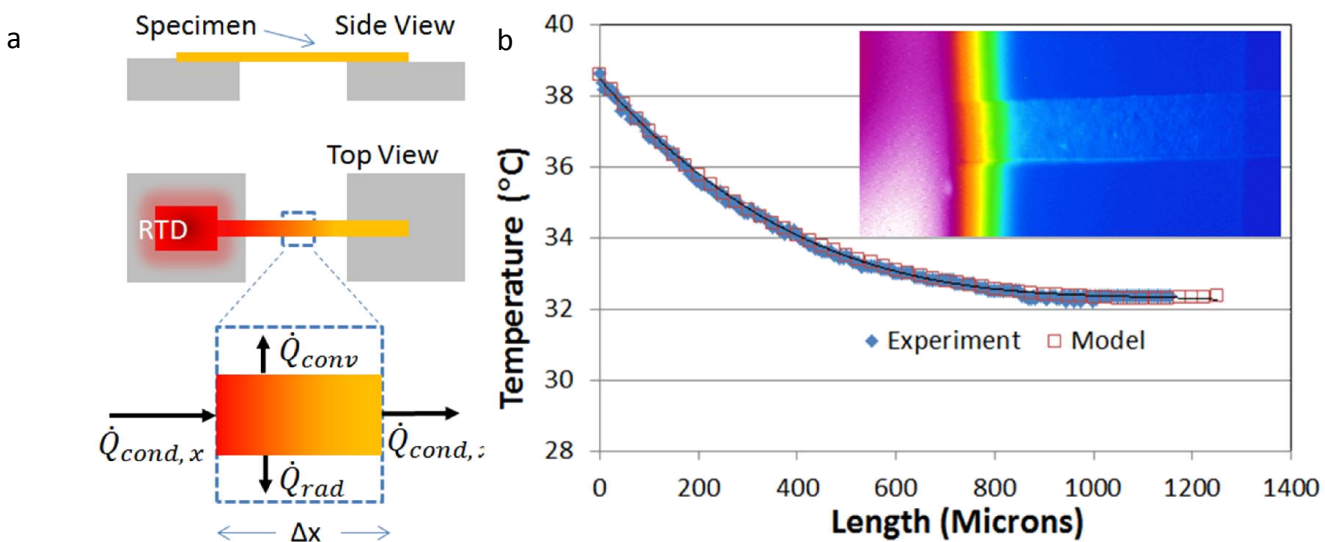 a
Specimen
Side View
Top View
RTD
Q̇conv
Q̇cond, x
Q̇cond,
Q̇rad
Δx
b
Temperature (°C)
40
38
36
34
32
30
28
Experiment
Model
0 200 400 600 800 1000 1200 1400
Length (Microns)